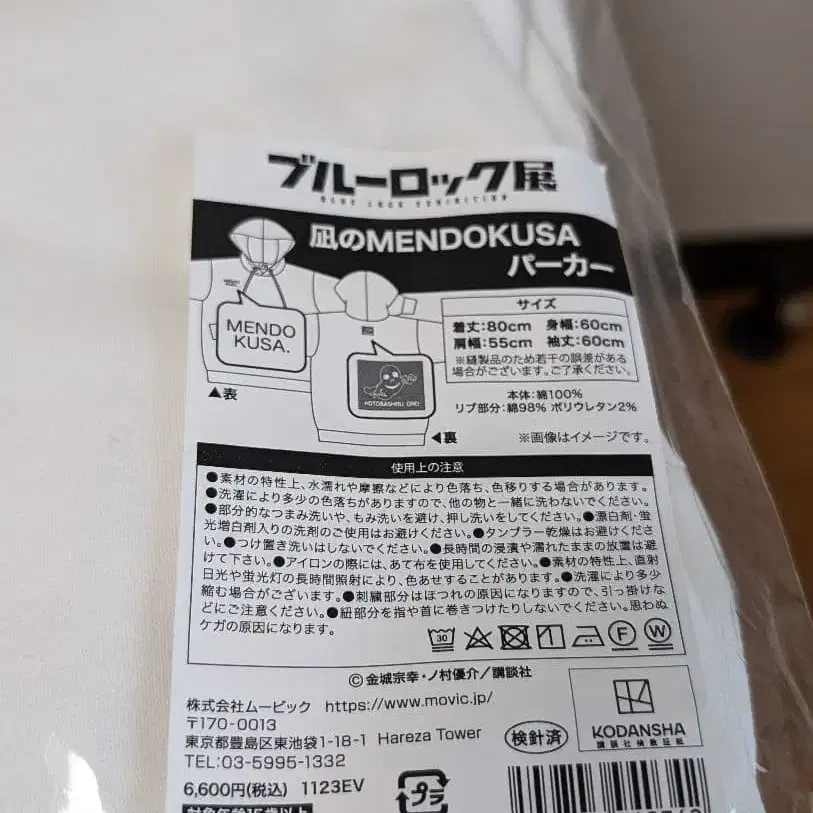 ブルーロック展
BLUE LOCK EXHIBITION
凪のMENDOKUSA
パーカー
MENDO
KUSA.
▲表
MOTOBASHIRU ORE!
◀裏
サイズ
着丈:80cm 身幅:60cm
肩幅:55cm 袖丈:60cm
※縫製品のため若干の誤差がある
場合がございます。ご了承ください。
本体:綿100%
リブ部分:綿98% ポリウレタン2%
※画像はイメージです。
使用上の注意
●素材の特性上、水濡れや摩擦などにより色落ち、色移りする場合があります。
●洗濯により多少の色落ちがありますので、他の物と一緒に洗わないでください。
●部分的なつまみ洗いや、もみ洗いを避け、押し洗いをしてください。●漂白剤・蛍
光増白剤入りの洗剤のご使用はお避けください。●タンブラー乾燥はお避けくださ
い。●つけ置き洗いはしないでください。●長時間の浸漬や濡れたままの放置は避
けて下さい。●アイロンの際には、あて布を使用してください。●素材の特性上、直射
日光や蛍光灯の長時間照射により、色あせすることがあります。●洗濯により多少
縮む場合がございます。●刺繍部分はほつれの原因になりますので、引っ掛けな
どにご注意ください。●紐部分を指や首に巻きつけたりしないでください。思わぬ
ケガの原因になります。
30
F
W
©金城宗幸・ノ村優介/講談社
株式会社ムービック https://www.movic.jp/
〒170-0013
東京都豊島区東池袋1-18-1 Hareza Tower
TEL:03-5995-1332
検針済
KODANSHA
講談社検数証紙
6,600円(税込) 1123EV
プラ
対象年齢15歳以上